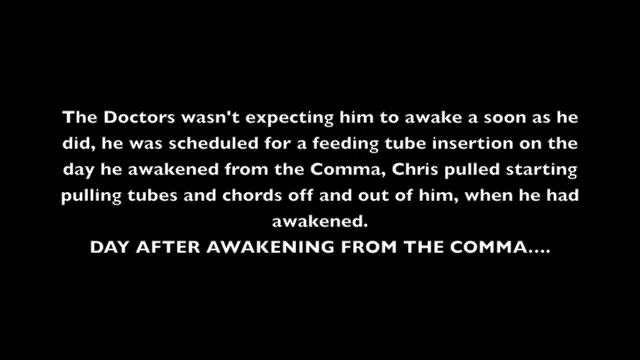 The Doctors wasn't expecting him to awake a soon as he
did, he was scheduled for a feeding tube insertion on the
day he awakened from the Comma, Chris pulled starting
pulling tubes and chords off and out of him, when he had
awakened.
DAY AFTER AWAKENING FROM THE COMMA....